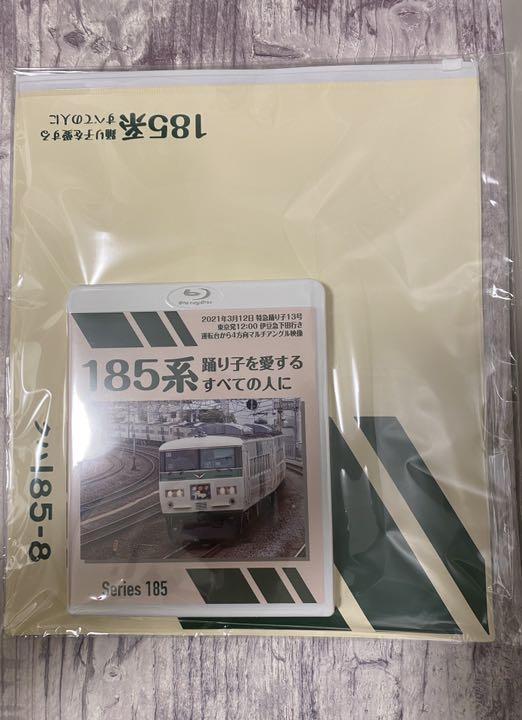 185系 踊り子を愛する
すべての人に
Blu-ray Disc
2021年3月12日 特急踊り子13号
東京発12:00 伊豆急下田行き
運転台から4方向マルチアングル映像
185系 踊り子を愛する
すべての人に
Series 185
クハ185-8